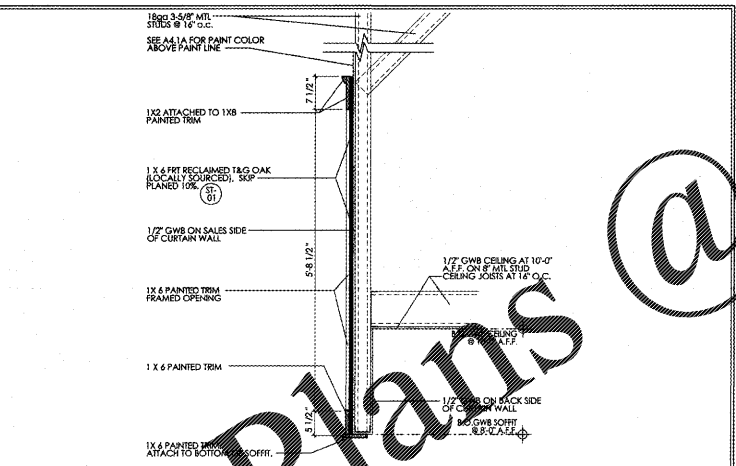 18ga 3-5/8" MTL
STUDS @ 16" o.c.
SEE A4.1A FOR PAINT COLOR
ABOVE PAINT LINE
7 1/2"
1X2 ATTACHED TO 1X8
PAINTED TRIM
1 X 6 FRT RECLAIMED T&G OAK
(LOCALLY SOURCED), SKIP
PLANED 10%.
ST-
01
1/2" GWB ON SALES SIDE
OF CURTAIN WALL
5'-8 1/2"
1/2" GWB CEILING AT 10'-0"
A.F.F. ON 8" MTL STUD
CEILING JOISTS AT 16" O.C.
1X 6 PAINTED TRIM
FRAMED OPENING
CEILING
A.F.F.
1 X 6 PAINTED TRIM
1/2" GWB ON BACK SIDE
OF CURTAIN WALL
5 1/2"
B.O.GWB SOFFIT
@ 8'-0" A.F.F.
1X 6 PAINTED TRIM
ATTACH TO BOTTOM SOFFIT.
Plans @